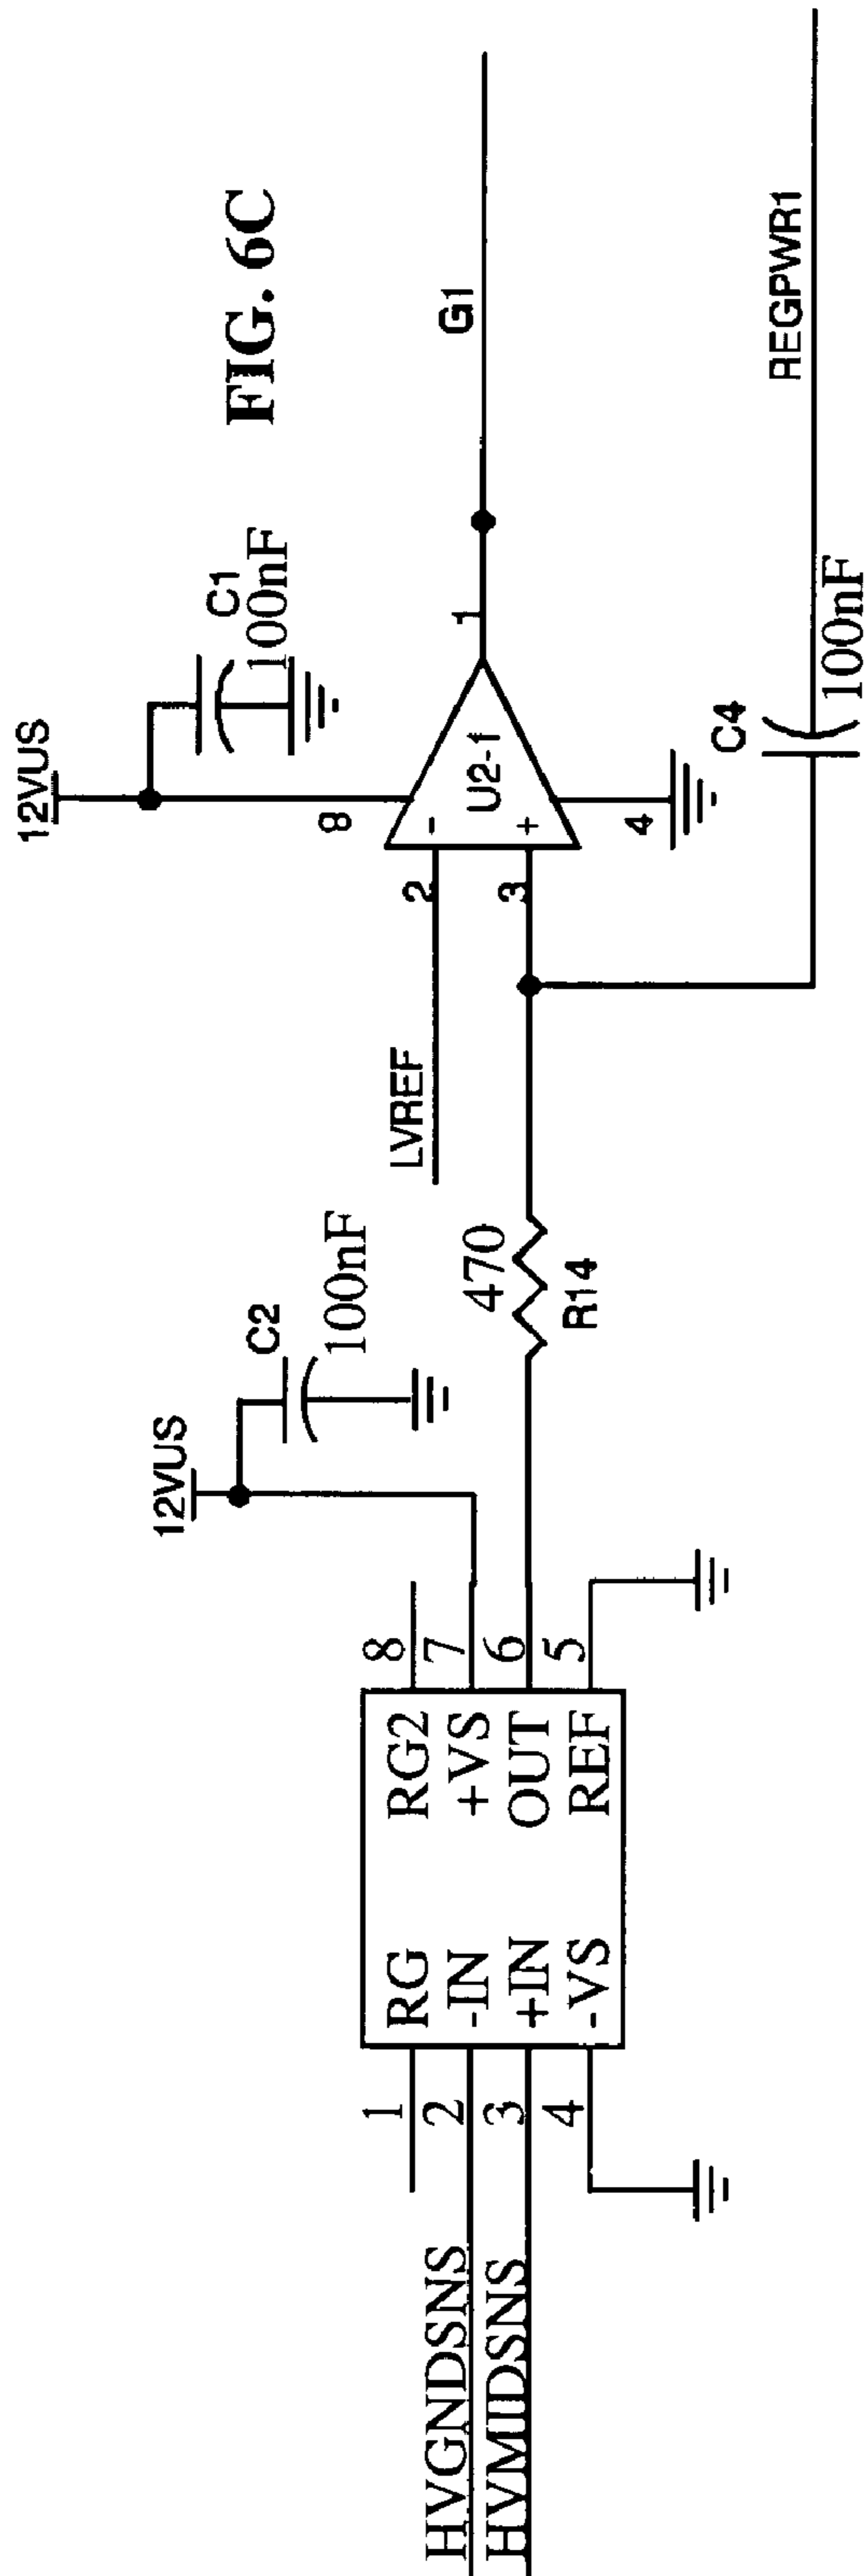 FIG. 6C
12VUS
C1
100nF
8
LVREF
2
3
-
+
U2-1
1
4
G1
C4
100nF
REGPWR1
12VUS
C2
100nF
470
R14
HVGNDSNS
HVMIDSNS
1
2
3
4
RG
-IN
+IN
-VS
RG2
+VS
OUT
REF
8
7
6
5